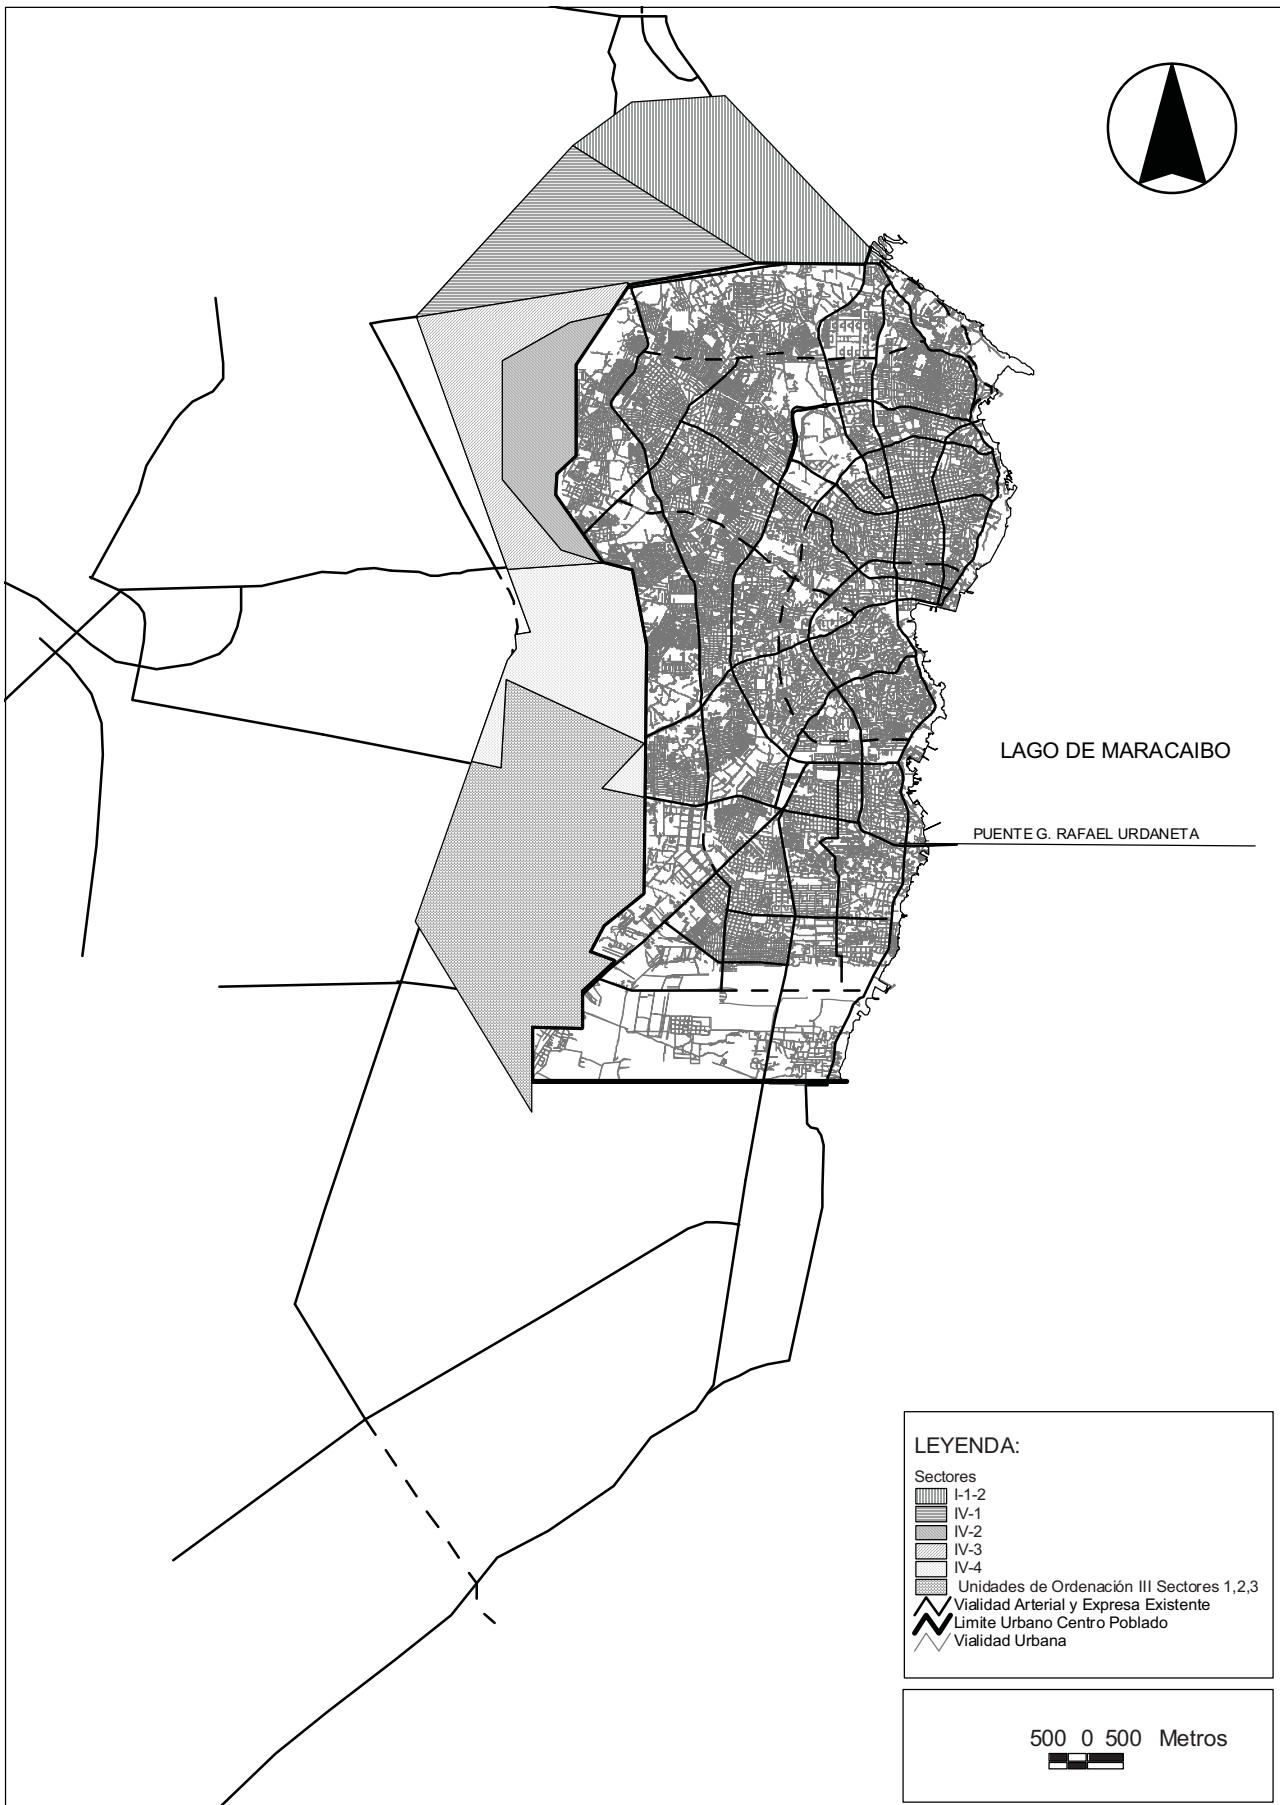 LAGO DE MARACAIBO
PUENTE G. RAFAEL URDANETA
LEYENDA:
Sectores
I-1-2
IV-1
IV-2
IV-3
IV-4
Unidades de Ordenación III Sectores 1,2,3
Vialidad Arterial y Expresa Existente
Limite Urbano Centro Poblado
Vialidad Urbana
500 0 500 Metros